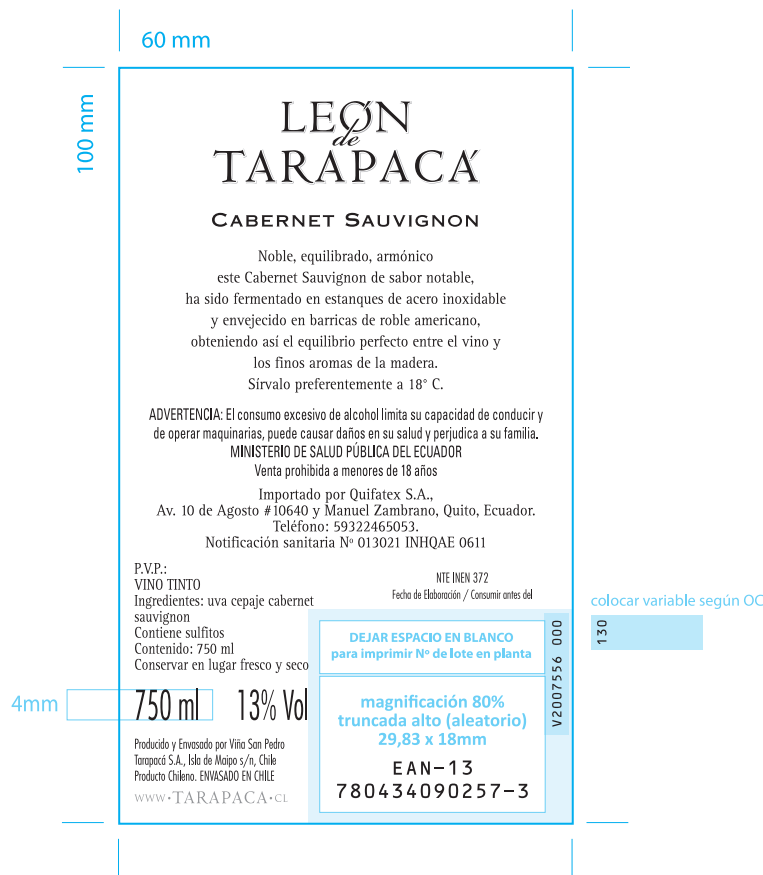 60 mm
100 mm
LEÓN
de
TARAPACÁ
CABERNET SAUVIGNON
Noble, equilibrado, armónico
este Cabernet Sauvignon de sabor notable,
ha sido fermentado en estanques de acero inoxidable
y envejecido en barricas de roble americano,
obteniendo así el equilibrio perfecto entre el vino y
los finos aromas de la madera.
Sírvalo preferentemente a 18° C.
ADVERTENCIA: El consumo excesivo de alcohol limita su capacidad de conducir y
de operar maquinarias, puede causar daños en su salud y perjudica a su familia.
MINISTERIO DE SALUD PÚBLICA DEL ECUADOR
Venta prohibida a menores de 18 años
Importado por Quifatex S.A.,
Av. 10 de Agosto #10640 y Manuel Zambrano, Quito, Ecuador.
Teléfono: 59322465053.
Notificación sanitaria Nº 013021 INHQAE 0611
P.V.P.:
VINO TINTO
Ingredientes: uva cepaje cabernet
sauvignon
Contiene sulfitos
Contenido: 750 ml
Conservar en lugar fresco y seco
NTE INEN 372
Fecha de Elaboración / Consumir antes del
colocar variable según OC
130
DEJAR ESPACIO EN BLANCO
para imprimir Nº de lote en planta
V2007556 000
4mm
750 ml 13% Vol
magnificación 80%
truncada alto (aleatorio)
29,83 x 18mm
EAN-13
780434090257-3
Producido y Envasado por Viña San Pedro
Tarapacá S.A., Isla de Maipo s/n, Chile
Producto Chileno. ENVASADO EN CHILE
WWW·TARAPACA·CL